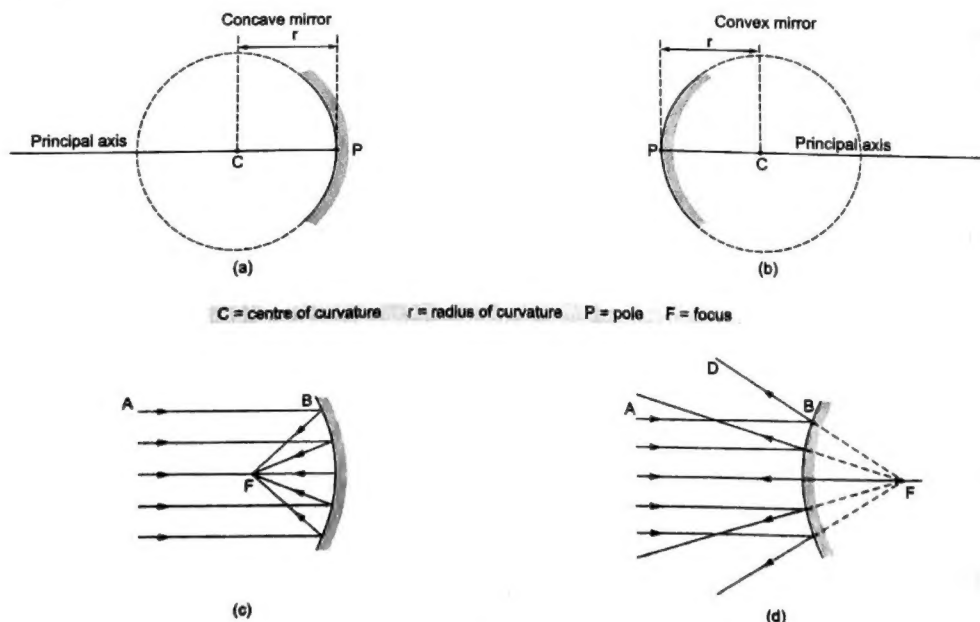 Concave mirror
r
Principal axis
C
P
(a)
Convex mirror
r
P
C
Principal axis
(b)
C = centre of curvature r = radius of curvature P = pole F = focus
A
B
F
(c)
D
A
B
F
(d)